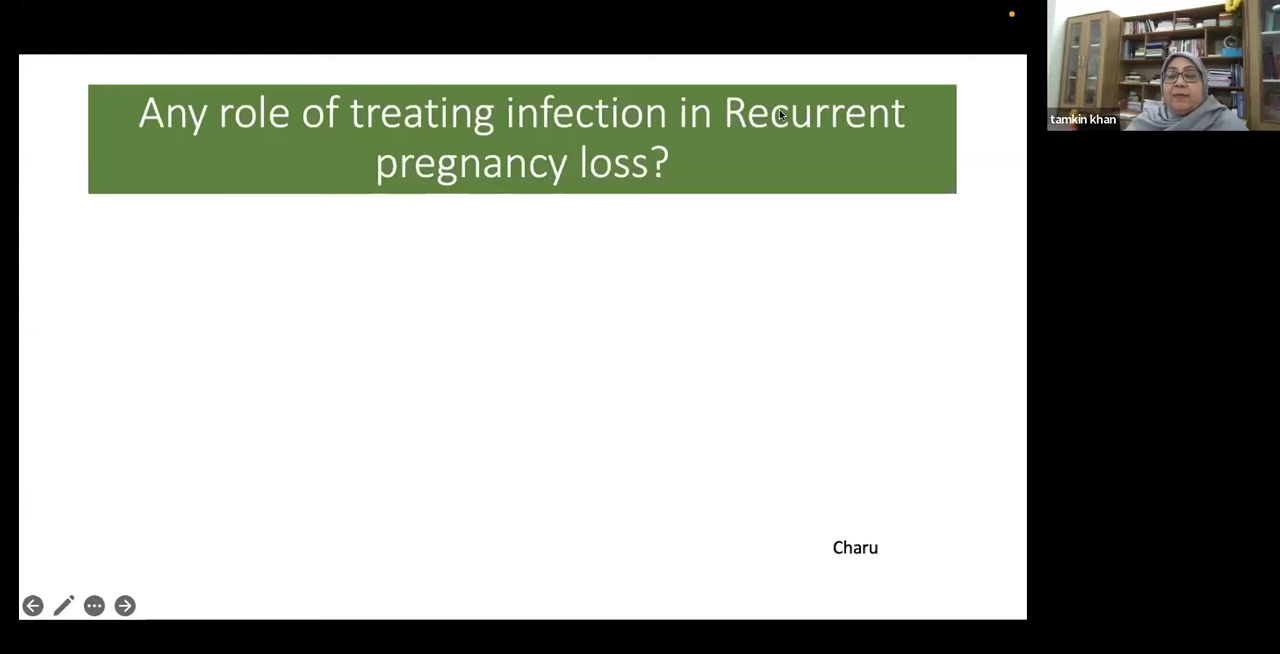 Any role of treating infection in Recurrent
pregnancy loss?
tamkin khan
Charu